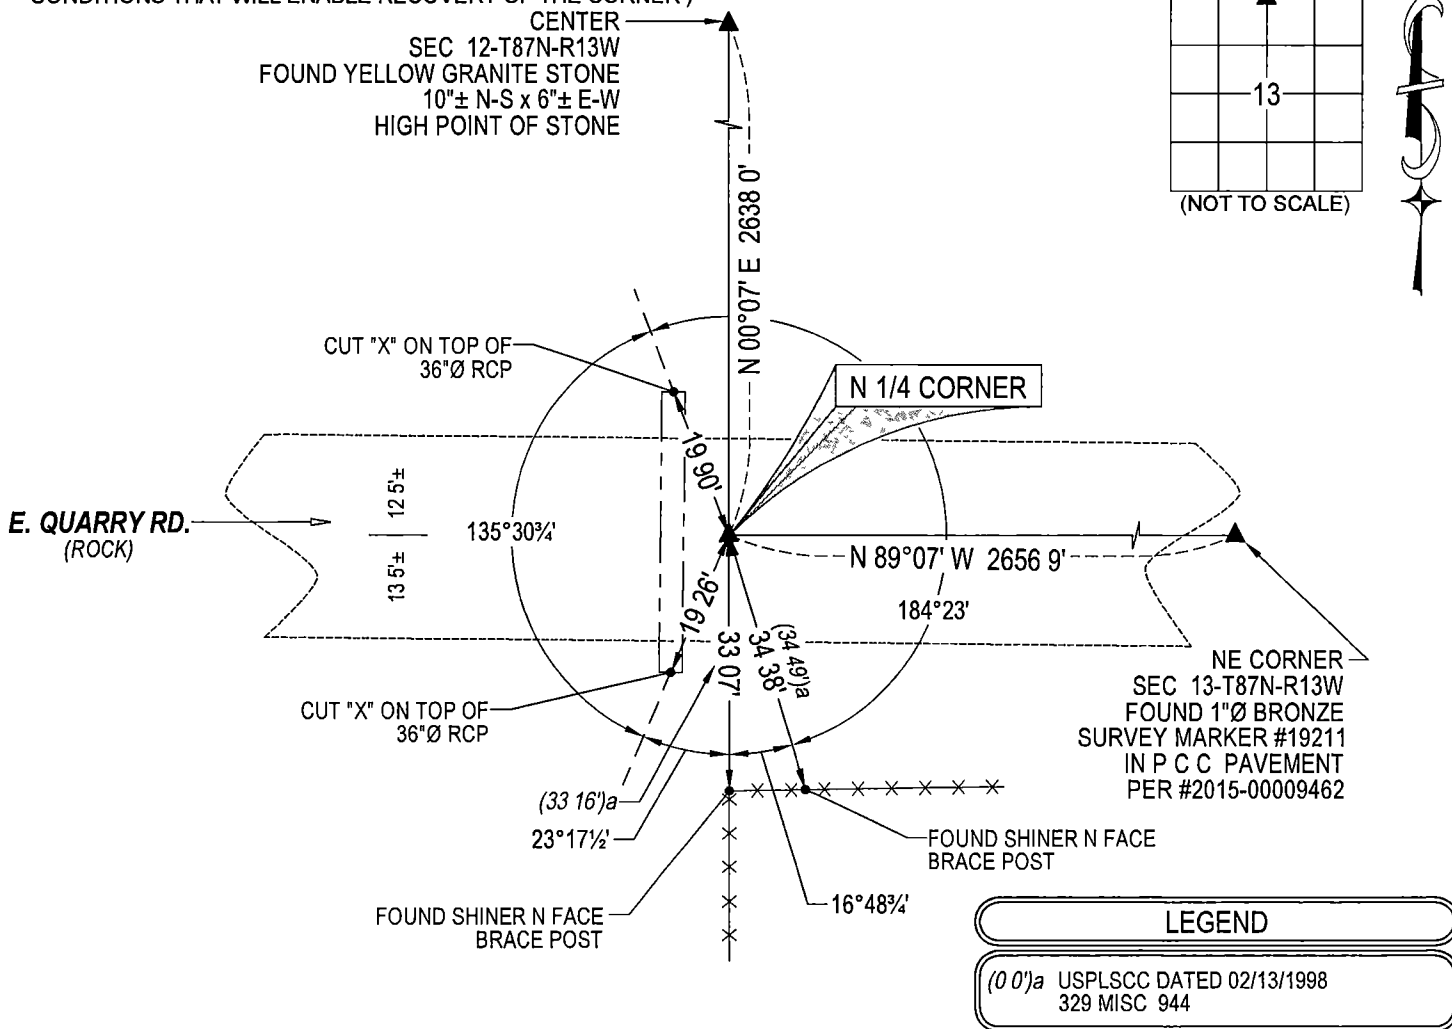 CONDITIONS THAT WILL ENABLE RECOVERY OF THE CORNER )
CENTER
SEC 12-T87N-R13W
FOUND YELLOW GRANITE STONE
10"± N-S x 6"± E-W
HIGH POINT OF STONE
13
(NOT TO SCALE)
N 00°07' E 2638 0'
CUT "X" ON TOP OF
36"Ø RCP
N 1/4 CORNER
19 90'
12 5'±
E. QUARRY RD.
(ROCK)
135°30¾'
13 5'±
N 89°07' W 2656 9'
19 26'
33 07'
34 38'
(34 49')a
184°23'
NE CORNER
SEC 13-T87N-R13W
FOUND 1"Ø BRONZE
SURVEY MARKER #19211
IN P C C PAVEMENT
PER #2015-00009462
CUT "X" ON TOP OF
36"Ø RCP
(33 16')a
23°17½'
FOUND SHINER N FACE
BRACE POST
16°48¾'
FOUND SHINER N FACE
BRACE POST
LEGEND
(0 0')a USPLSCC DATED 02/13/1998
329 MISC 944